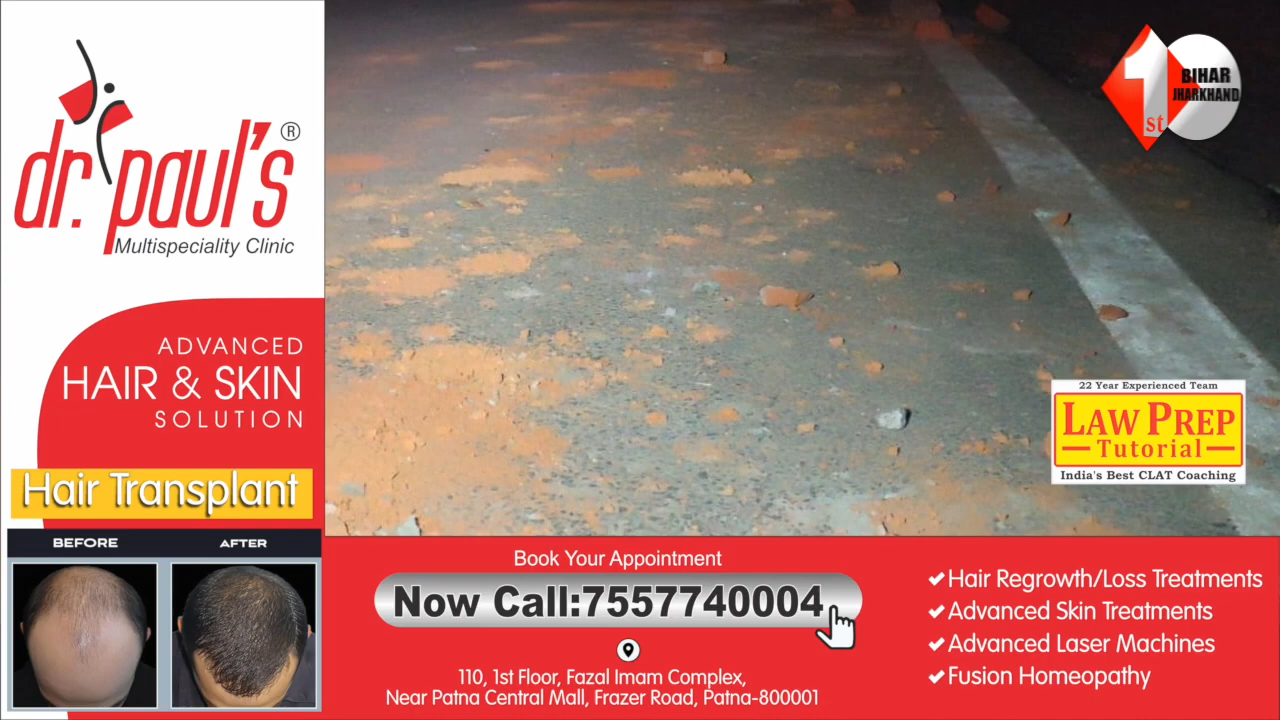 dr. paul's®
Multispeciality Clinic
ADVANCED
HAIR & SKIN
SOLUTION
Hair Transplant
BEFORE
AFTER
1st
BIHAR
JHARKHAND
22 Year Experienced Team
LAW PREP
Tutorial
India's Best CLAT Coaching
Book Your Appointment
Now Call:7557740004
110, 1st Floor, Fazal Imam Complex,
Near Patna Central Mall, Frazer Road, Patna-800001
Hair Regrowth/Loss Treatments
Advanced Skin Treatments
Advanced Laser Machines
Fusion Homeopathy